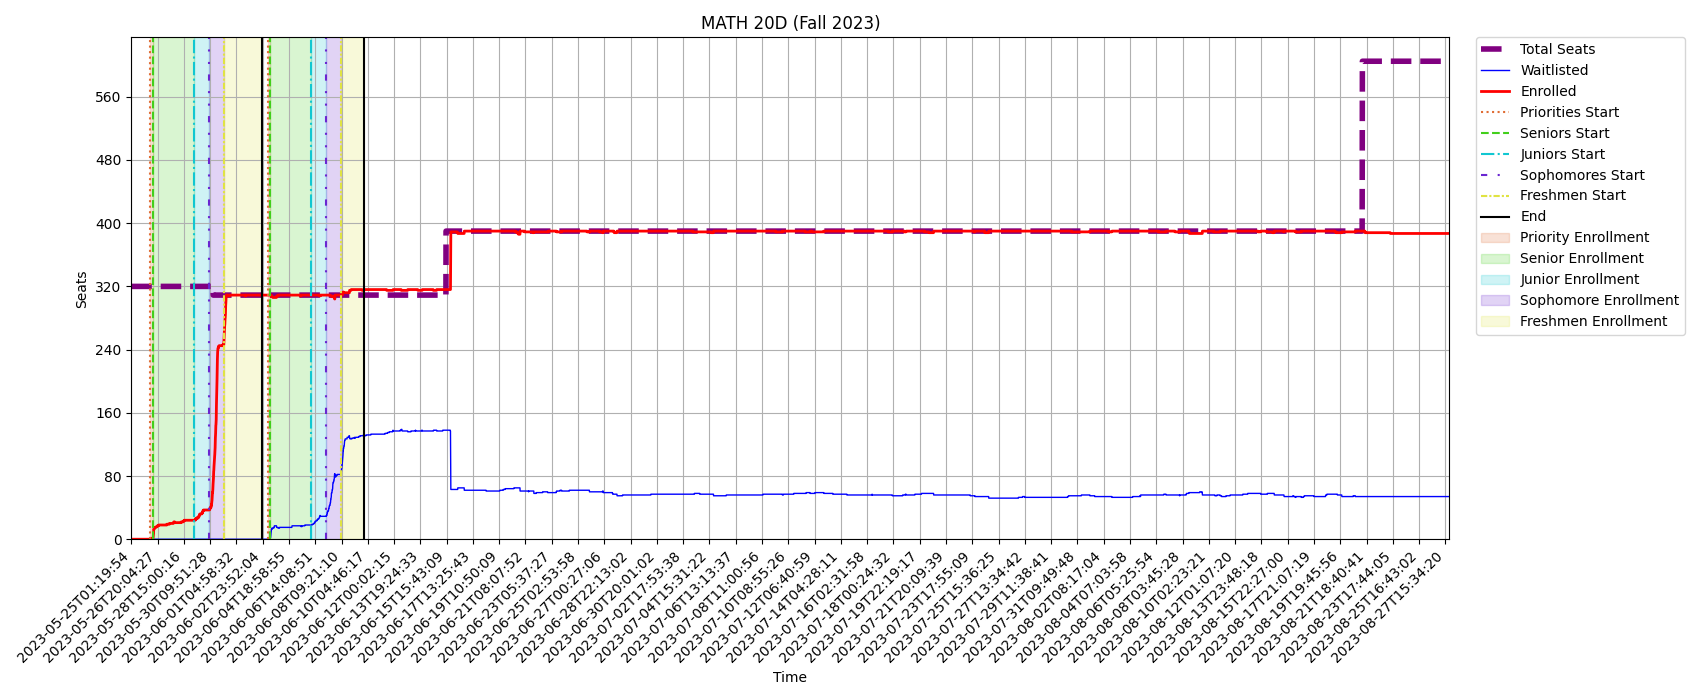 MATH 20D (Fall 2023)
Seats
560
480
400
320
240
160
80
0
2023-05-25T01:19:54
2023-05-26T20:04:27
2023-05-28T15:00:16
2023-05-30T09:51:28
2023-06-01T04:58:32
2023-06-02T23:52:04
2023-06-04T18:58:55
2023-06-06T14:08:51
2023-06-08T09:21:10
2023-06-10T04:46:17
2023-06-12T00:02:15
2023-06-13T19:24:33
2023-06-15T15:43:09
2023-06-17T13:25:43
2023-06-19T10:50:09
2023-06-21T08:07:52
2023-06-23T05:37:27
2023-06-25T02:53:58
2023-06-27T00:27:06
2023-06-28T22:13:02
2023-06-30T20:01:02
2023-07-02T17:53:38
2023-07-04T15:31:22
2023-07-06T13:13:37
2023-07-08T11:00:56
2023-07-10T08:55:26
2023-07-12T06:40:59
2023-07-14T04:28:11
2023-07-16T02:31:58
2023-07-18T00:24:32
2023-07-19T22:19:17
2023-07-21T20:09:39
2023-07-23T17:55:09
2023-07-25T15:36:25
2023-07-27T13:34:42
2023-07-29T11:38:41
2023-07-31T09:49:48
2023-08-02T08:17:04
2023-08-04T07:03:58
2023-08-06T05:25:54
2023-08-08T03:45:28
2023-08-10T02:23:21
2023-08-12T01:07:20
2023-08-13T23:48:18
2023-08-15T22:27:00
2023-08-17T21:07:19
2023-08-19T19:45:56
2023-08-21T18:40:41
2023-08-23T17:44:05
2023-08-25T16:43:02
2023-08-27T15:34:20
Time
Total Seats
Waitlisted
Enrolled
Priorities Start
Seniors Start
Juniors Start
Sophomores Start
Freshmen Start
End
Priority Enrollment
Senior Enrollment
Junior Enrollment
Sophomore Enrollment
Freshmen Enrollment